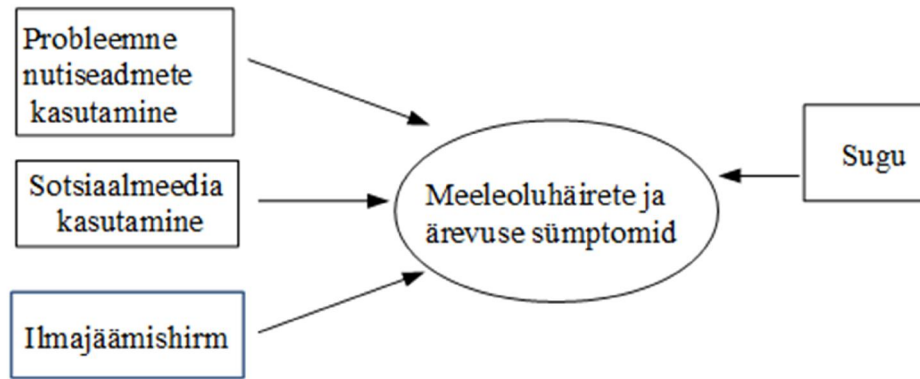 Probleemne
nutiseadmete
kasutamine
Sotsiaalmeedia
kasutamine
Ilmajäämishirm
Meeleoluhäirete ja
ärevuse sümptomid
Sugu